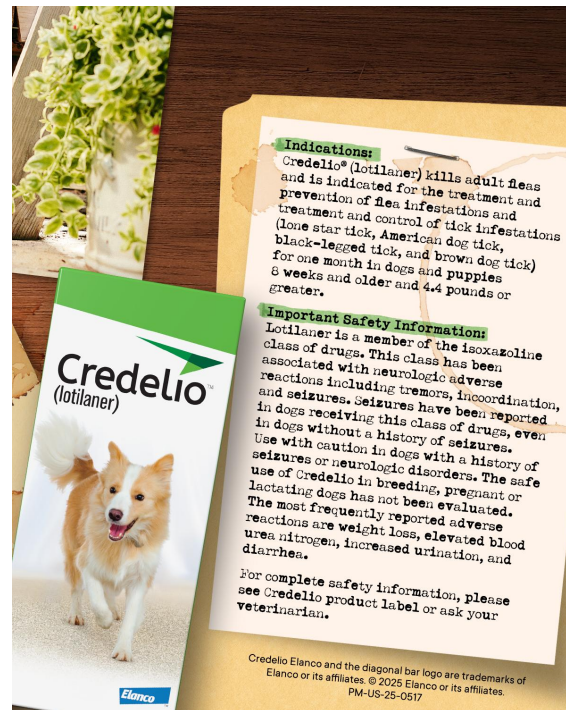 Indications:
Credelio® (lotilaner) kills adult fleas
and is indicated for the treatment and
prevention of flea infestations and
treatment and control of tick infestations
(lone star tick, American dog tick,
black-legged tick, and brown dog tick)
for one month in dogs and puppies
8 weeks and older and 4.4 pounds or
greater.
Important Safety Information:
Lotilaner is a member of the isoxazoline
class of drugs. This class has been
associated with neurologic adverse
reactions including tremors, incoordination,
and seizures. Seizures have been reported
in dogs receiving this class of drugs, even
in dogs without a history of seizures.
Use with caution in dogs with a history of
seizures or neurologic disorders. The safe
use of Credelio in breeding, pregnant or
lactating dogs has not been evaluated.
The most frequently reported adverse
reactions are weight loss, elevated blood
urea nitrogen, increased urination, and
diarrhea.
For complete safety information, please
see Credelio product label or ask your
veterinarian.
Credelio™
(lotilaner)
Elanco
Credelio Elanco and the diagonal bar logo are trademarks of
Elanco or its affiliates. © 2025 Elanco or its affiliates.
PM-US-25-0517